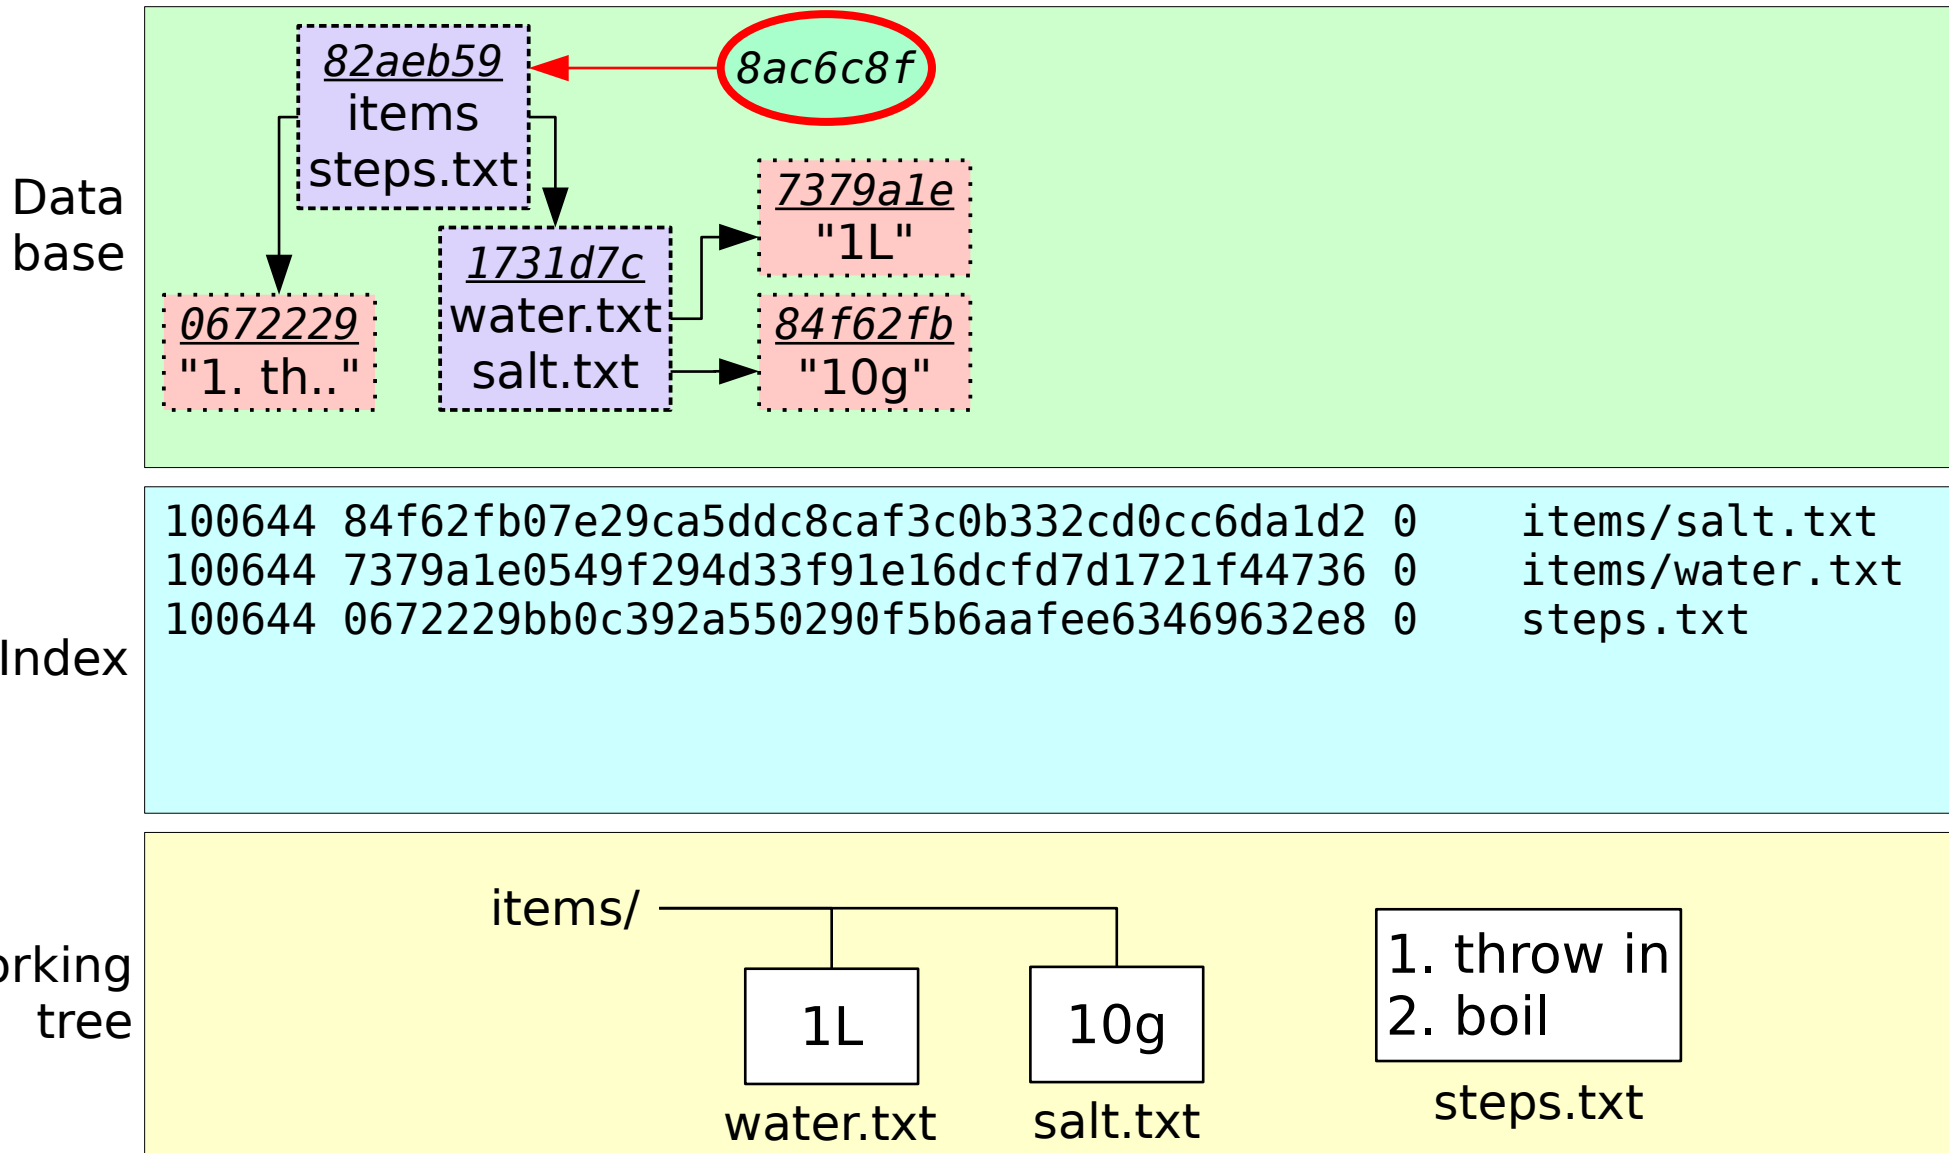 Data
base
82aeb59
items
steps.txt
8ac6c8f
7379a1e
"1L"
1731d7c
water.txt
salt.txt
0672229
"1. th.."
84f62fb
"10g"
Index
100644 84f62fb07e29ca5ddc8caf3c0b332cd0cc6da1d2 0 items/salt.txt
100644 7379a1e0549f294d33f91e16dcfd7d1721f44736 0 items/water.txt
100644 0672229bb0c392a550290f5b6aafee63469632e8 0 steps.txt
orking
tree
items/
1L
water.txt
10g
salt.txt
1. throw in
2. boil
steps.txt